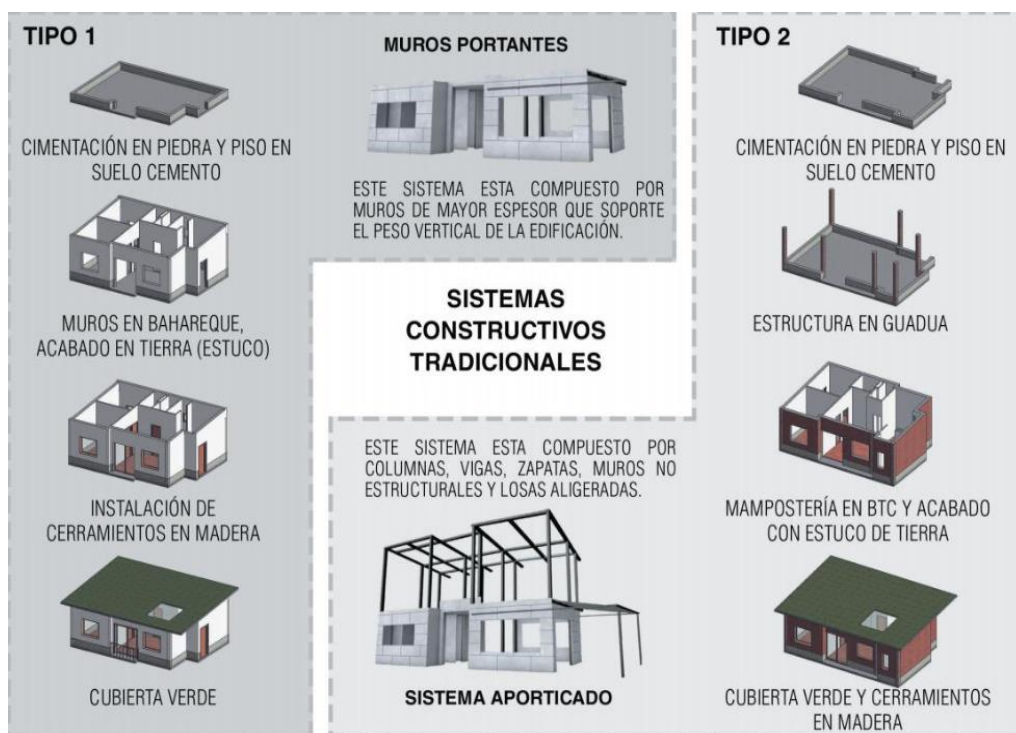 TIPO 1
CIMENTACIÓN EN PIEDRA Y PISO EN
SUELO CEMENTO
MUROS EN BAHAREQUE,
ACABADO EN TIERRA (ESTUCO)
INSTALACIÓN DE
CERRAMIENTOS EN MADERA
CUBIERTA VERDE
MUROS PORTANTES
ESTE SISTEMA ESTA COMPUESTO POR
MUROS DE MAYOR ESPESOR QUE SOPORTE
EL PESO VERTICAL DE LA EDIFICACIÓN.
SISTEMAS
CONSTRUCTIVOS
TRADICIONALES
ESTE SISTEMA ESTA COMPUESTO POR
COLUMNAS, VIGAS, ZAPATAS, MUROS NO
ESTRUCTURALES Y LOSAS ALIGERADAS.
SISTEMA APORTICADO
TIPO 2
CIMENTACIÓN EN PIEDRA Y PISO EN
SUELO CEMENTO
ESTRUCTURA EN GUADUA
MAMPOSTERÍA EN BTC Y ACABADO
CON ESTUCO DE TIERRA
CUBIERTA VERDE Y CERRAMIENTOS
EN MADERA